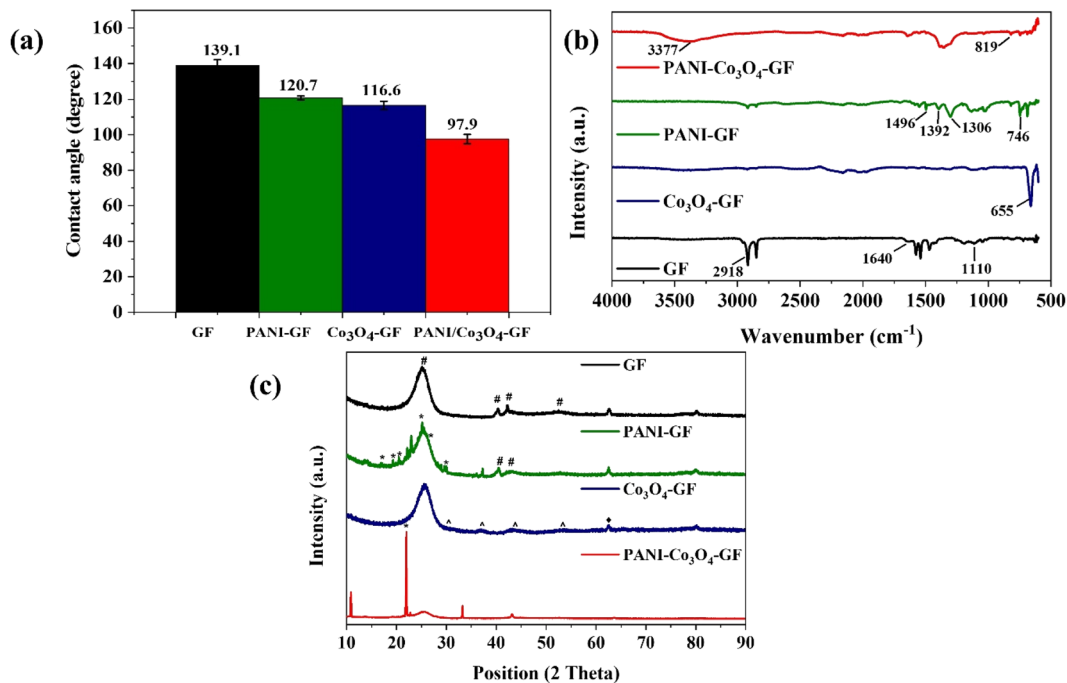 (a)
Contact angle (degree)
160
140
120
100
80
60
40
20
0
139.1
120.7
116.6
97.9
GF
PANI-GF
Co₃O₄-GF
PANI/Co₃O₄-GF
(b)
Intensity (a.u.)
3377
819
PANI-Co₃O₄-GF
1496
1392
1306
746
PANI-GF
655
Co₃O₄-GF
2918
1640
1110
GF
4000 3000 2500 2000 1500 1000 500
Wavenumber (cm⁻¹)
(c)
Intensity (a.u.)
#
# # #
GF
* * * * * *
# #
PANI-GF
^ ^ ^ ^ ♦
Co₃O₄-GF
*
PANI-Co₃O₄-GF
10 20 30 40 50 60 70 80 90
Position (2 Theta)